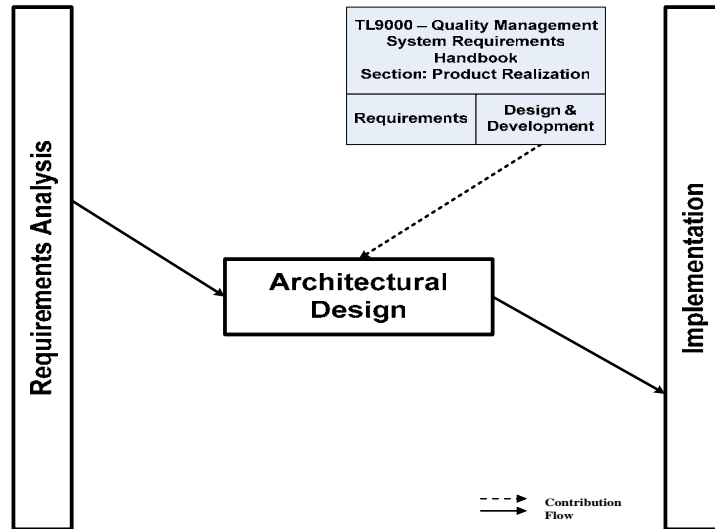 TL9000 – Quality Management
System Requirements
Handbook
Section: Product Realization
Requirements
Design &
Development
Requirements Analysis
Architectural
Design
Implementation
Contribution
Flow